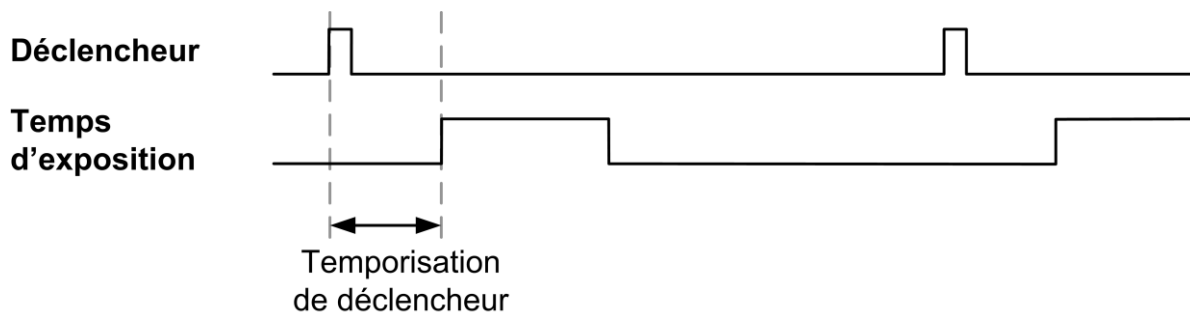 Déclencheur
Temps
d’exposition
Temporisation
de déclencheur